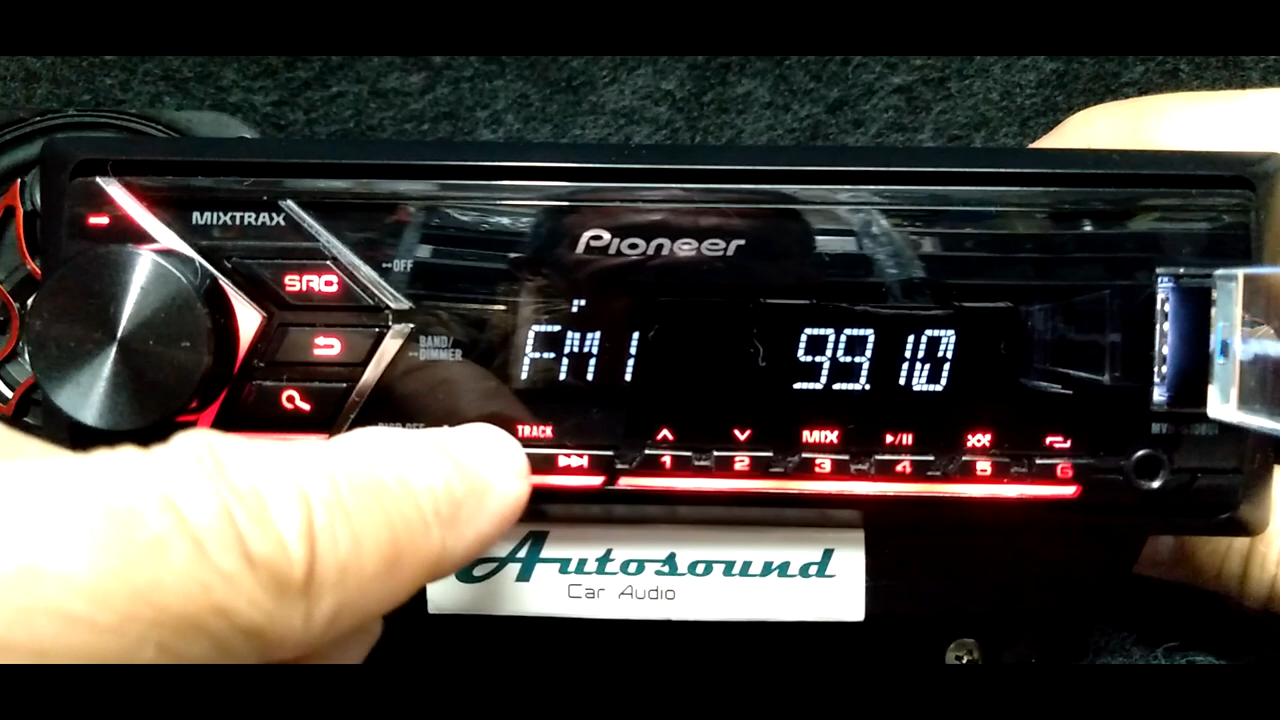 MIXTRAX
Pioneer
SRC
OFF
BAND/
DIMMER
FM1 99.10
TRACK MIX
1 2 3 4 5 6
Autosound
Car Audio